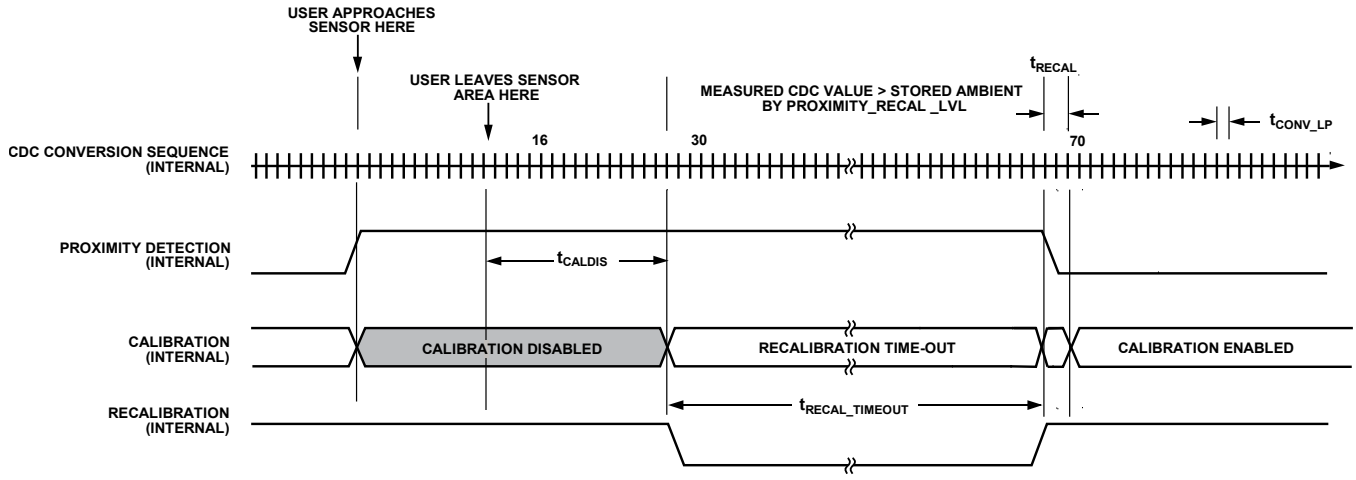 USER APPROACHES
SENSOR HERE
USER LEAVES SENSOR
AREA HERE
MEASURED CDC VALUE > STORED AMBIENT
BY PROXIMITY_RECAL _LVL
tRECAL
tCONV_LP
16
30
70
CDC CONVERSION SEQUENCE
(INTERNAL)
PROXIMITY DETECTION
(INTERNAL)
tCALDIS
CALIBRATION
(INTERNAL)
CALIBRATION DISABLED
RECALIBRATION TIME-OUT
CALIBRATION ENABLED
RECALIBRATION
(INTERNAL)
tRECAL_TIMEOUT